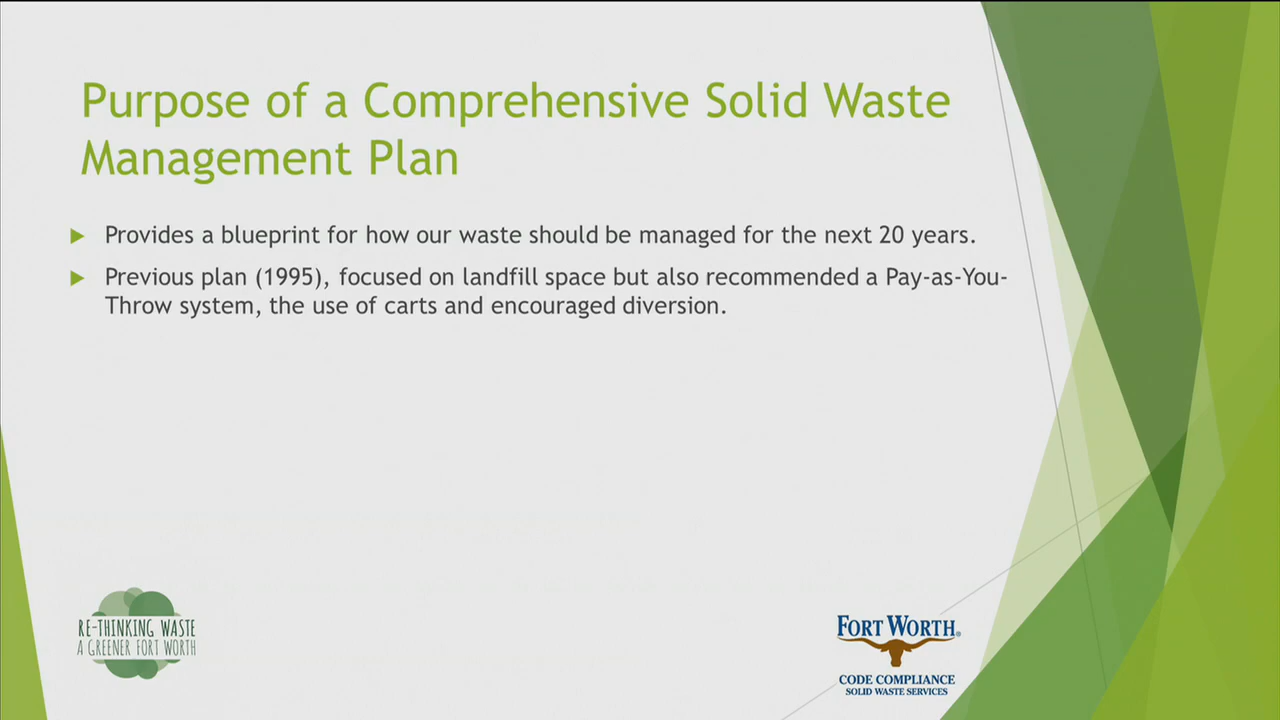 Purpose of a Comprehensive Solid Waste
Management Plan
Provides a blueprint for how our waste should be managed for the next 20 years.
Previous plan (1995), focused on landfill space but also recommended a Pay-as-You-
Throw system, the use of carts and encouraged diversion.
RE-THINKING WASTE
A GREENER FORT WORTH
FORT WORTH®
CODE COMPLIANCE
SOLID WASTE SERVICES